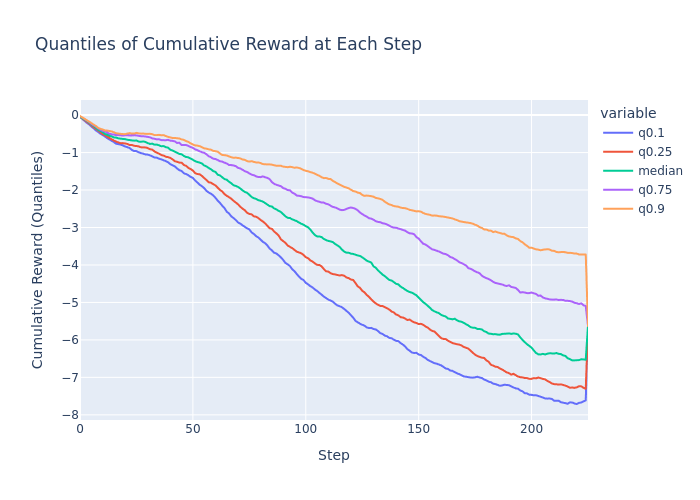 Quantiles of Cumulative Reward at Each Step
variable
q0.1
q0.25
median
q0.75
q0.9
Cumulative Reward (Quantiles)
0
−1
−2
−3
−4
−5
−6
−7
−8
0
50
100
150
200
Step